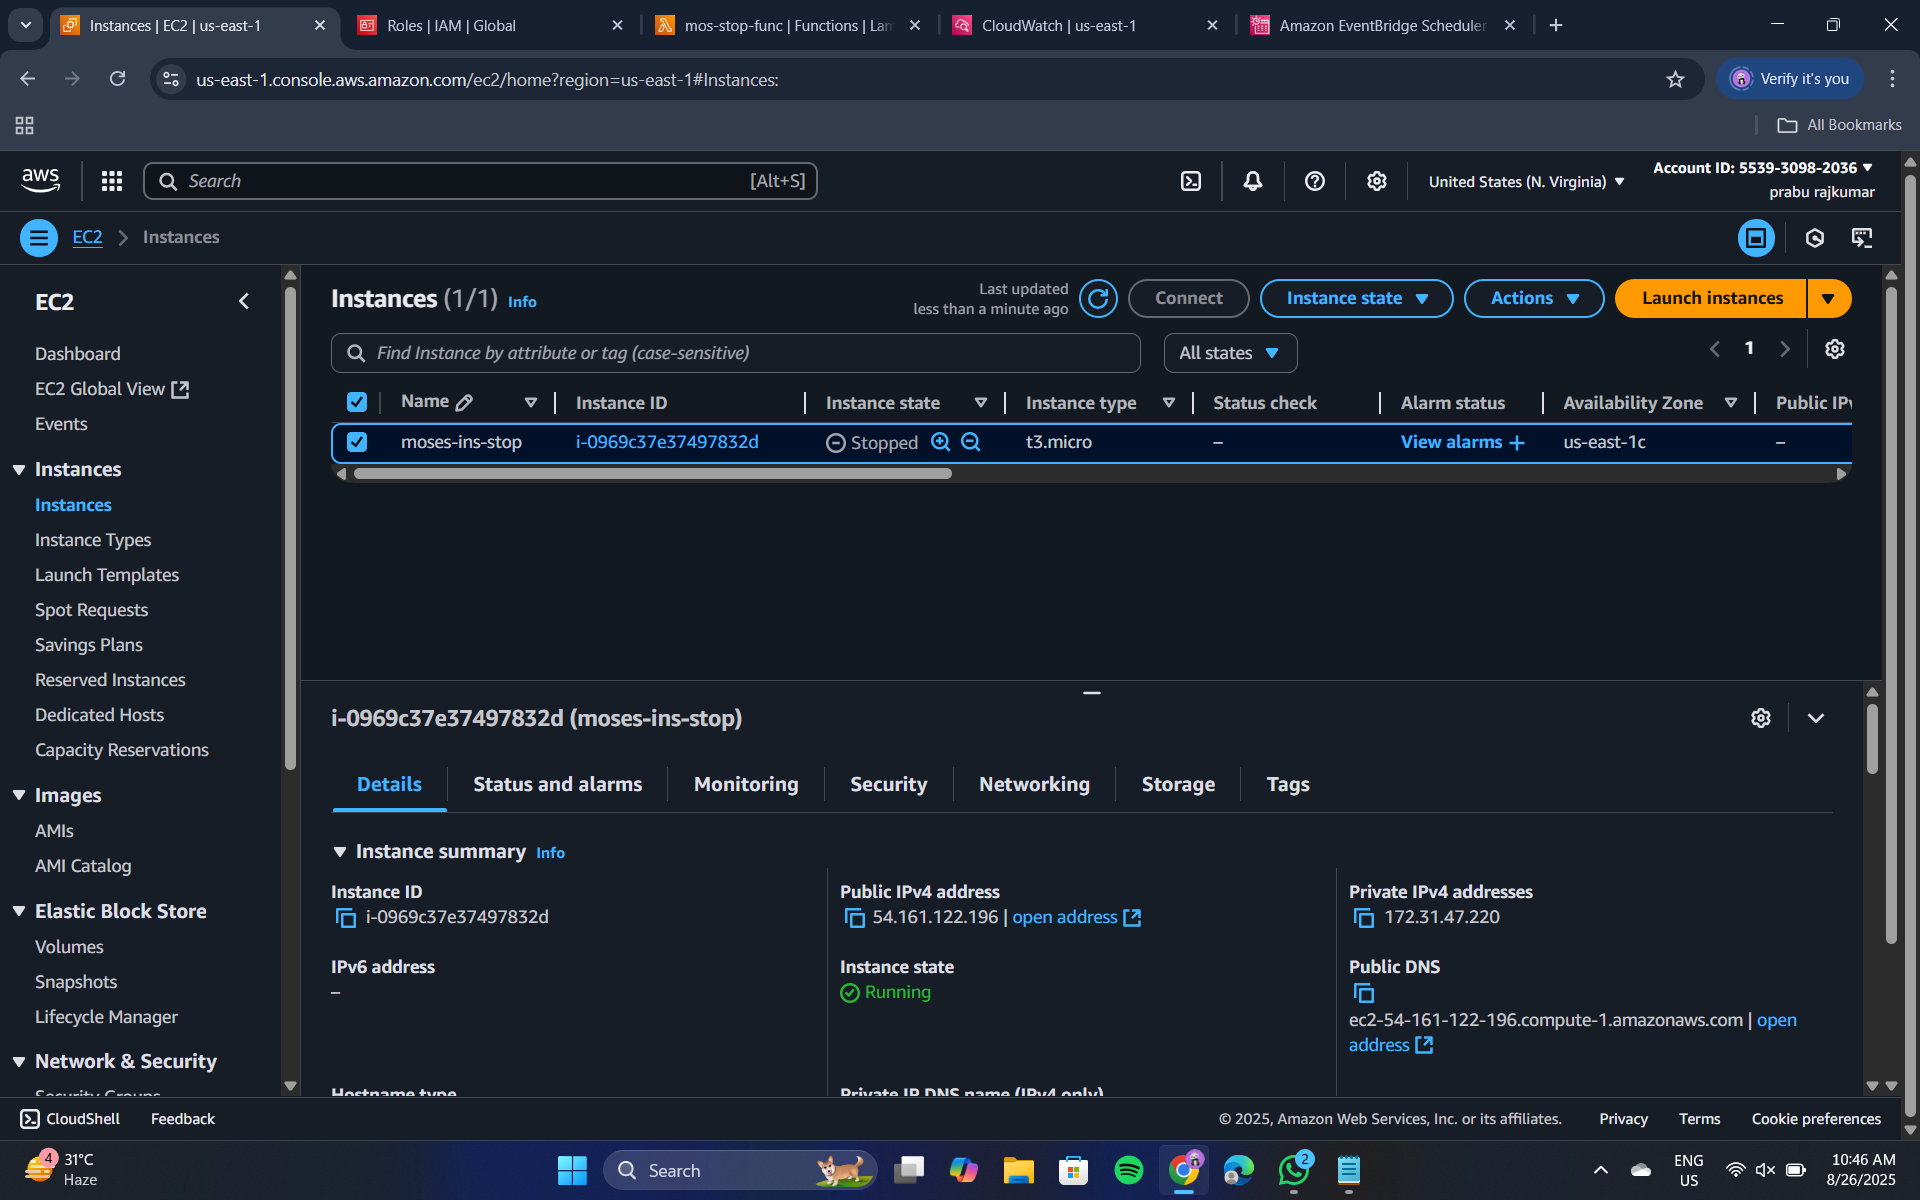 Instances | EC2 | us-east-1
Roles | IAM | Global
mos-stop-func | Functions | Lam
CloudWatch | us-east-1
Amazon EventBridge Scheduler
us-east-1.console.aws.amazon.com/ec2/home?region=us-east-1#Instances:
Verify it's you
All Bookmarks
aws
Search
[Alt+S]
United States (N. Virginia)
Account ID: 5539-3098-2036
prabu rajkumar
EC2
Instances
EC2
Dashboard
EC2 Global View
Events
Instances
Instances
Instance Types
Launch Templates
Spot Requests
Savings Plans
Reserved Instances
Dedicated Hosts
Capacity Reservations
Images
AMIs
AMI Catalog
Elastic Block Store
Volumes
Snapshots
Lifecycle Manager
Network & Security
Security Groups
Instances (1/1) Info
Last updated
less than a minute ago
Connect
Instance state
Actions
Launch instances
Find Instance by attribute or tag (case-sensitive)
All states
1
Name
Instance ID
Instance state
Instance type
Status check
Alarm status
Availability Zone
Public IPv
moses-ins-stop
i-0969c37e37497832d
Stopped
t3.micro
–
View alarms +
us-east-1c
–
i-0969c37e37497832d (moses-ins-stop)
Details
Status and alarms
Monitoring
Security
Networking
Storage
Tags
Instance summary Info
Instance ID
i-0969c37e37497832d
Public IPv4 address
54.161.122.196 | open address
Private IPv4 addresses
172.31.47.220
IPv6 address
–
Instance state
Running
Public DNS
ec2-54-161-122-196.compute-1.amazonaws.com | open
address
Hostname type
Private IP DNS name (IPv4 only)
CloudShell
Feedback
© 2025, Amazon Web Services, Inc. or its affiliates.
Privacy
Terms
Cookie preferences
4
31°C
Haze
Search
2
ENG
US
10:46 AM
8/26/2025